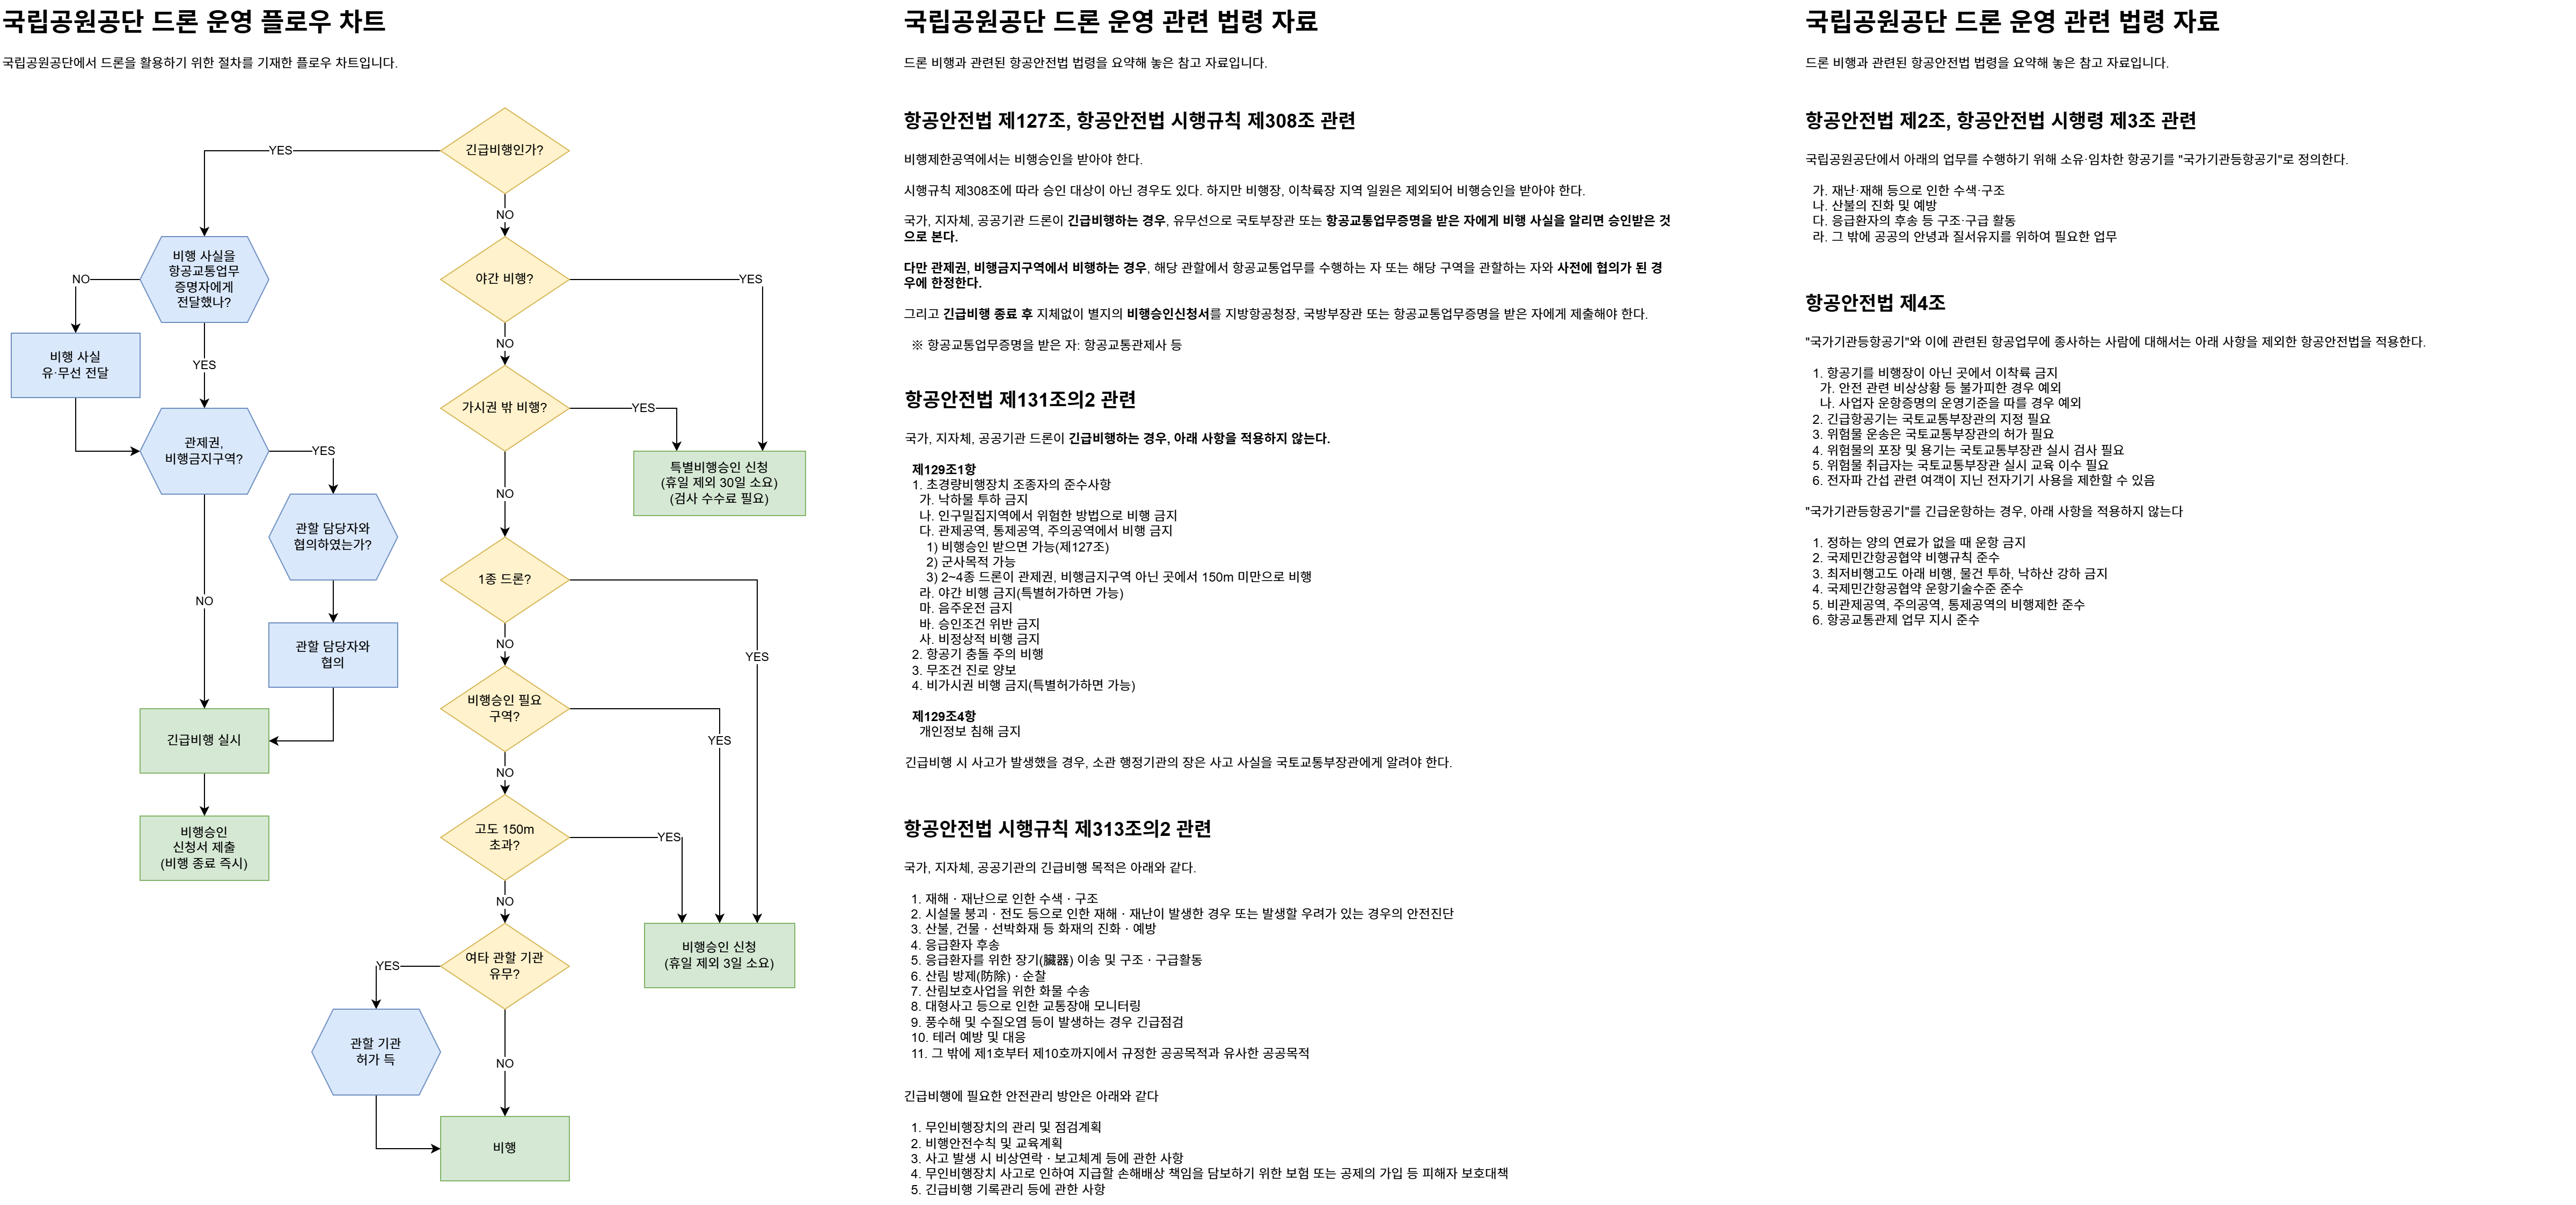 국립공원공단 드론 운영 플로우 차트
국립공원공단에서 드론을 활용하기 위한 절차를 기재한 플로우 차트입니다.
긴급비행인가?
YES
NO
비행 사실을
항공교통업무
증명자에게
전달했나?
NO
YES
비행 사실
유·무선 전달
관제권,
비행금지구역?
YES
NO
관할 담당자와
협의하였는가?
관할 담당자와
협의
긴급비행 실시
비행승인
신청서 제출
(비행 종료 즉시)
야간 비행?
YES
NO
가시권 밖 비행?
YES
NO
특별비행승인 신청
(휴일 제외 30일 소요)
(검사 수수료 필요)
1종 드론?
YES
NO
비행승인 필요
구역?
YES
NO
고도 150m
초과?
YES
NO
비행승인 신청
(휴일 제외 3일 소요)
여타 관할 기관
유무?
YES
NO
관할 기관
허가 득
비행
국립공원공단 드론 운영 관련 법령 자료
드론 비행과 관련된 항공안전법 법령을 요약해 놓은 참고 자료입니다.
항공안전법 제127조, 항공안전법 시행규칙 제308조 관련
비행제한공역에서는 비행승인을 받아야 한다.
시행규칙 제308조에 따라 승인 대상이 아닌 경우도 있다. 하지만 비행장, 이착륙장 지역 일원은 제외되어 비행승인을 받아야 한다.
국가, 지자체, 공공기관 드론이 긴급비행하는 경우, 유무선으로 국토부장관 또는 항공교통업무증명을 받은 자에게 비행 사실을 알리면 승인받은 것
으로 본다.
다만 관제권, 비행금지구역에서 비행하는 경우, 해당 관할에서 항공교통업무를 수행하는 자 또는 해당 구역을 관할하는 자와 사전에 협의가 된 경
우에 한정한다.
그리고 긴급비행 종료 후 지체없이 별지의 비행승인신청서를 지방항공청장, 국방부장관 또는 항공교통업무증명을 받은 자에게 제출해야 한다.
※ 항공교통업무증명을 받은 자: 항공교통관제사 등
항공안전법 제131조의2 관련
국가, 지자체, 공공기관 드론이 긴급비행하는 경우, 아래 사항을 적용하지 않는다.
제129조1항
1. 초경량비행장치 조종자의 준수사항
가. 낙하물 투하 금지
나. 인구밀집지역에서 위험한 방법으로 비행 금지
다. 관제공역, 통제공역, 주의공역에서 비행 금지
1) 비행승인 받으면 가능(제127조)
2) 군사목적 가능
3) 2~4종 드론이 관제권, 비행금지구역 아닌 곳에서 150m 미만으로 비행
라. 야간 비행 금지(특별허가하면 가능)
마. 음주운전 금지
바. 승인조건 위반 금지
사. 비정상적 비행 금지
2. 항공기 충돌 주의 비행
3. 무조건 진로 양보
4. 비가시권 비행 금지(특별허가하면 가능)
제129조4항
개인정보 침해 금지
긴급비행 시 사고가 발생했을 경우, 소관 행정기관의 장은 사고 사실을 국토교통부장관에게 알려야 한다.
항공안전법 시행규칙 제313조의2 관련
국가, 지자체, 공공기관의 긴급비행 목적은 아래와 같다.
1. 재해ㆍ재난으로 인한 수색ㆍ구조
2. 시설물 붕괴ㆍ전도 등으로 인한 재해ㆍ재난이 발생한 경우 또는 발생할 우려가 있는 경우의 안전진단
3. 산불, 건물ㆍ선박화재 등 화재의 진화ㆍ예방
4. 응급환자 후송
5. 응급환자를 위한 장기(臟器) 이송 및 구조ㆍ구급활동
6. 산림 방제(防除)ㆍ순찰
7. 산림보호사업을 위한 화물 수송
8. 대형사고 등으로 인한 교통장애 모니터링
9. 풍수해 및 수질오염 등이 발생하는 경우 긴급점검
10. 테러 예방 및 대응
11. 그 밖에 제1호부터 제10호까지에서 규정한 공공목적과 유사한 공공목적
긴급비행에 필요한 안전관리 방안은 아래와 같다
1. 무인비행장치의 관리 및 점검계획
2. 비행안전수칙 및 교육계획
3. 사고 발생 시 비상연락ㆍ보고체계 등에 관한 사항
4. 무인비행장치 사고로 인하여 지급할 손해배상 책임을 담보하기 위한 보험 또는 공제의 가입 등 피해자 보호대책
5. 긴급비행 기록관리 등에 관한 사항
국립공원공단 드론 운영 관련 법령 자료
드론 비행과 관련된 항공안전법 법령을 요약해 놓은 참고 자료입니다.
항공안전법 제2조, 항공안전법 시행령 제3조 관련
국립공원공단에서 아래의 업무를 수행하기 위해 소유·임차한 항공기를 "국가기관등항공기"로 정의한다.
가. 재난·재해 등으로 인한 수색·구조
나. 산불의 진화 및 예방
다. 응급환자의 후송 등 구조·구급 활동
라. 그 밖에 공공의 안녕과 질서유지를 위하여 필요한 업무
항공안전법 제4조
"국가기관등항공기"와 이에 관련된 항공업무에 종사하는 사람에 대해서는 아래 사항을 제외한 항공안전법을 적용한다.
1. 항공기를 비행장이 아닌 곳에서 이착륙 금지
가. 안전 관련 비상상황 등 불가피한 경우 예외
나. 사업자 운항증명의 운영기준을 따를 경우 예외
2. 긴급항공기는 국토교통부장관의 지정 필요
3. 위험물 운송은 국토교통부장관의 허가 필요
4. 위험물의 포장 및 용기는 국토교통부장관 실시 검사 필요
5. 위험물 취급자는 국토교통부장관 실시 교육 이수 필요
6. 전자파 간섭 관련 여객이 지닌 전자기기 사용을 제한할 수 있음
"국가기관등항공기"를 긴급운항하는 경우, 아래 사항을 적용하지 않는다
1. 정하는 양의 연료가 없을 때 운항 금지
2. 국제민간항공협약 비행규칙 준수
3. 최저비행고도 아래 비행, 물건 투하, 낙하산 강하 금지
4. 국제민간항공협약 운항기술수준 준수
5. 비관제공역, 주의공역, 통제공역의 비행제한 준수
6. 항공교통관제 업무 지시 준수